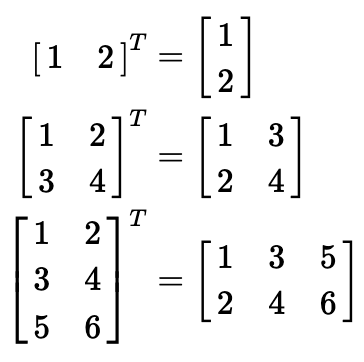 [ 1 2 ]^T = [ 1 ; 2 ]
[ 1 2 ; 3 4 ]^T = [ 1 3 ; 2 4 ]
[ 1 2 ; 3 4 ; 5 6 ]^T = [ 1 3 5 ; 2 4 6 ]